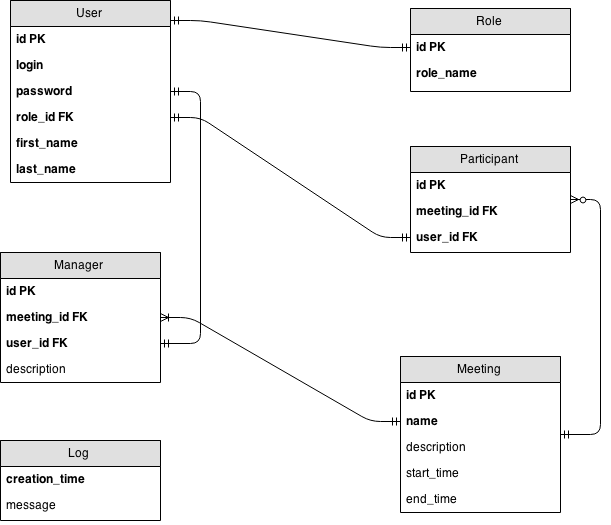 User
id PK
login
password
role_id FK
first_name
last_name
Role
id PK
role_name
Participant
id PK
meeting_id FK
user_id FK
Manager
id PK
meeting_id FK
user_id FK
description
Meeting
id PK
name
description
start_time
end_time
Log
creation_time
message